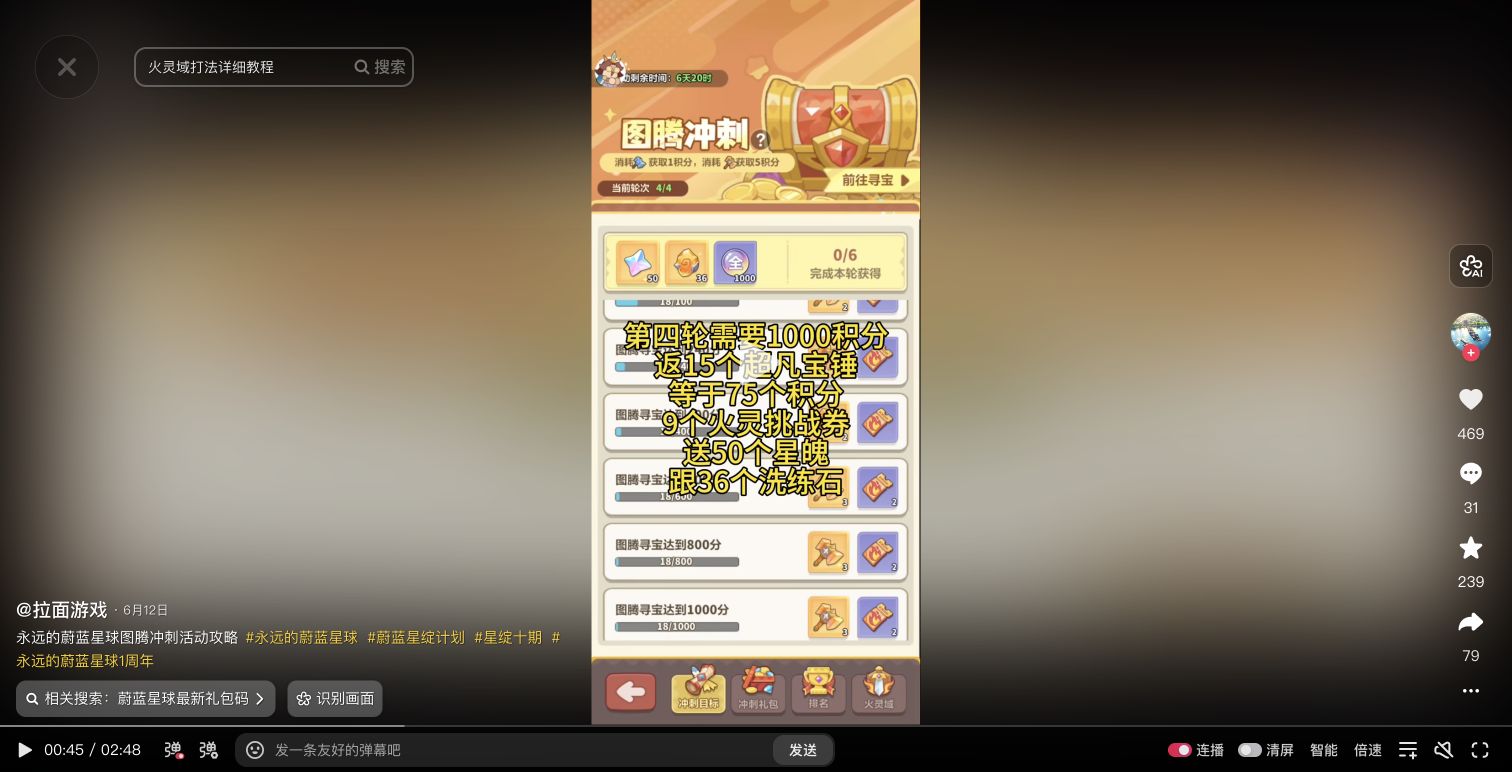 火灵域打法详细教程
搜索
动剩余时间：6天20时
图腾冲刺
?
消耗 获取1积分，消耗 获取5积分
当前轮次 4/4
前往寻宝
50
36
全
1000
0/6
完成本轮获得
18/100
2
第四轮需要1000积分
返15个超凡宝锤
等于75个积分
9个火灵挑战券
送50个星魄
跟36个洗练石
图腾寻宝达
18/600
3
2
图腾寻宝达到800分
18/800
3
2
图腾寻宝达到1000分
18/1000
3
2
冲刺目标
冲刺礼包
排名
火灵域
AI
469
31
239
79
@拉面游戏 · 6月12日
永远的蔚蓝星球图腾冲刺活动攻略 #永远的蔚蓝星球 #蔚蓝星绽计划 #星绽十期 #
永远的蔚蓝星球1周年
相关搜索：蔚蓝星球最新礼包码
识别画面
00:45 / 02:48
弹
弹
发一条友好的弹幕吧
发送
连播
清屏
智能
倍速